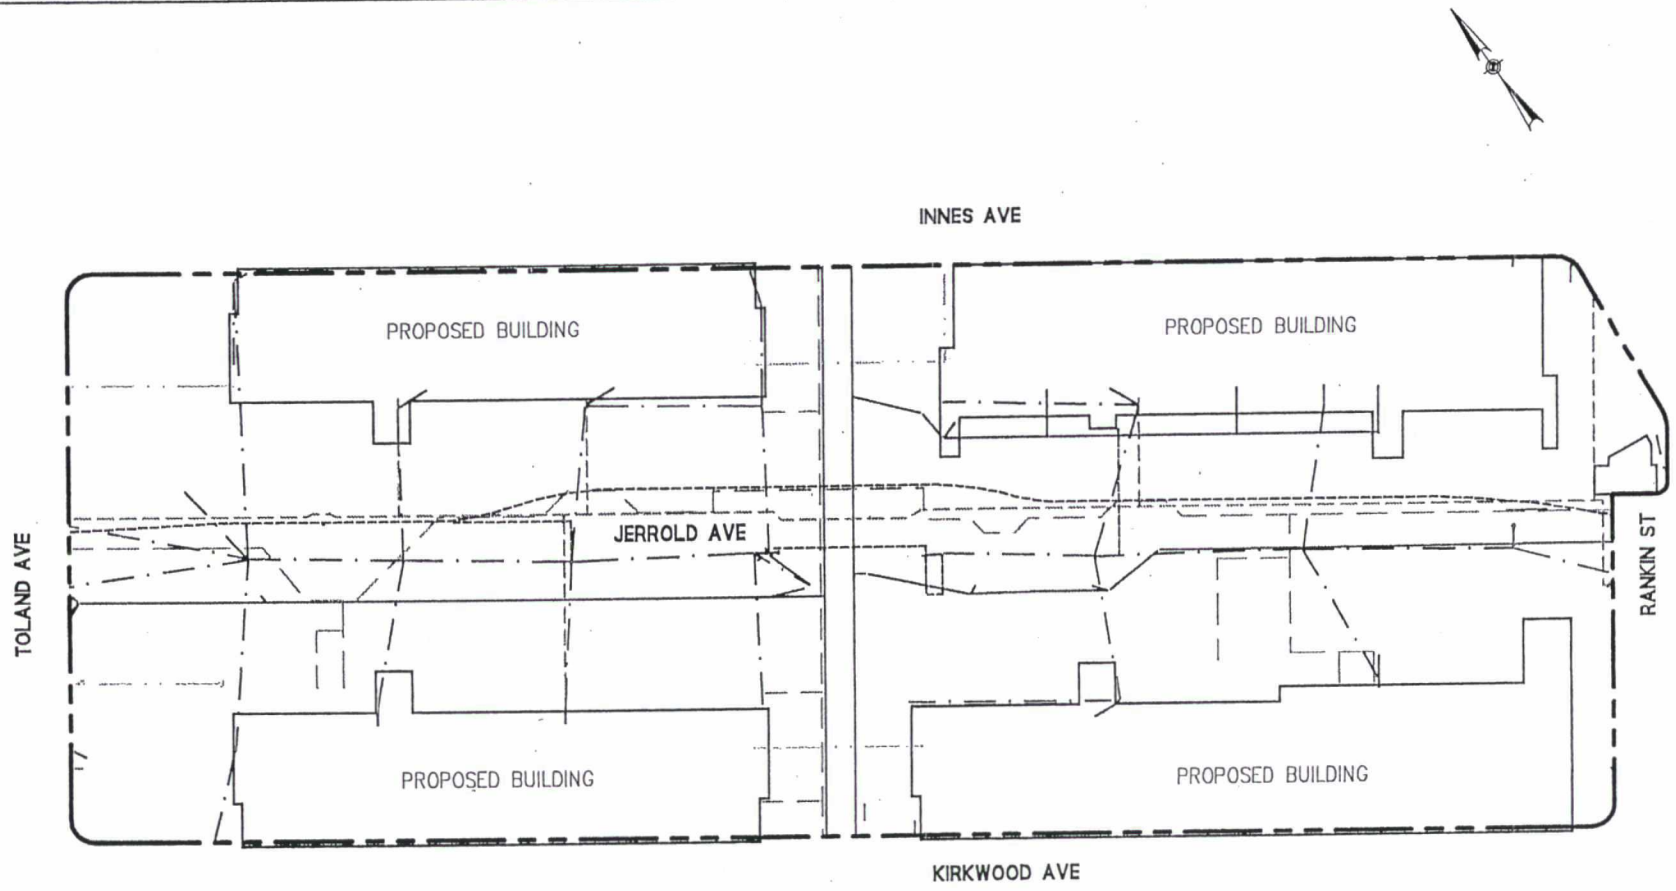 INNES AVE
PROPOSED BUILDING
PROPOSED BUILDING
JERROLD AVE
TOLAND AVE
RANKIN ST
PROPOSED BUILDING
PROPOSED BUILDING
KIRKWOOD AVE